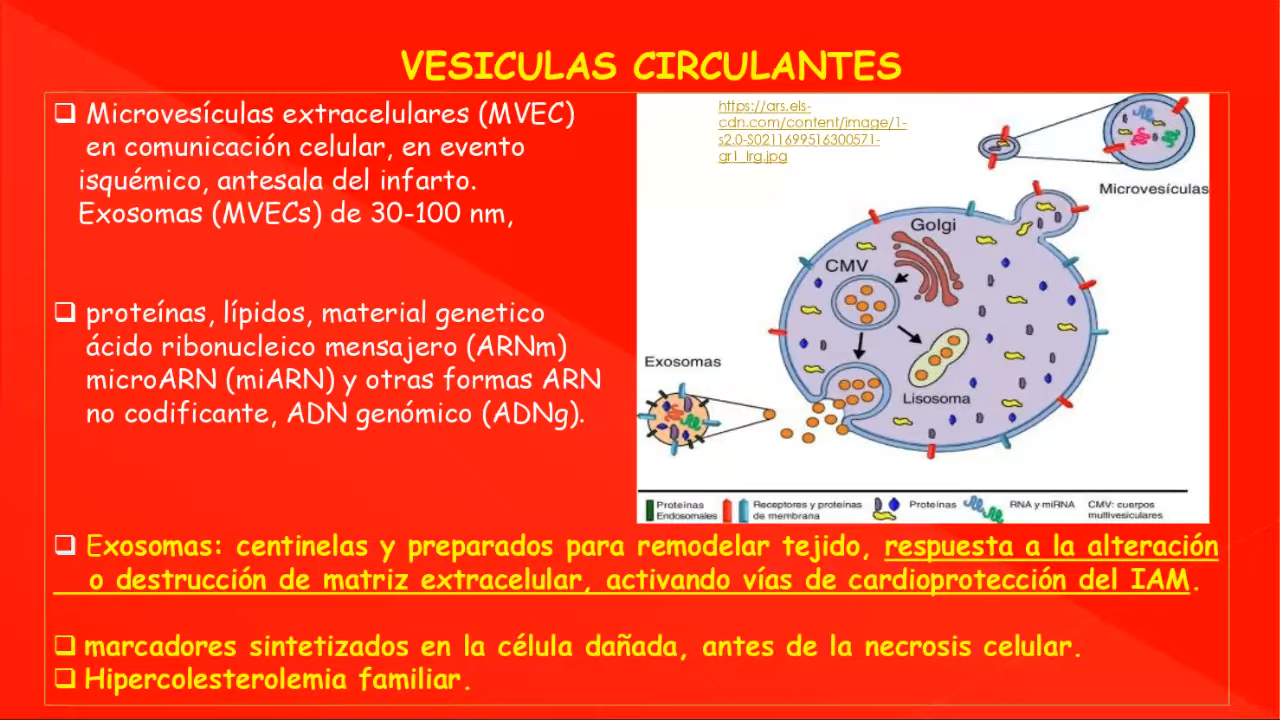 VESICULAS CIRCULANTES
❑ Microvesículas extracelulares (MVEC)
en comunicación celular, en evento
isquémico, antesala del infarto.
Exosomas (MVECs) de 30-100 nm,
❑ proteínas, lípidos, material genetico
ácido ribonucleico mensajero (ARNm)
microARN (miARN) y otras formas ARN
no codificante, ADN genómico (ADNg).
https://ars.els-
cdn.com/content/image/1-
s2.0-S0211699516300571-
gr1_lrg.jpg
Microvesículas
Golgi
CMV
Exosomas
Lisosoma
Proteínas
Endosomales
Receptores y proteínas
de membrana
Proteínas
RNA y miRNA
CMV: cuerpos
multivesiculares
❑ Exosomas: centinelas y preparados para remodelar tejido, respuesta a la alteración
o destrucción de matriz extracelular, activando vías de cardioprotección del IAM.
❑ marcadores sintetizados en la célula dañada, antes de la necrosis celular.
❑ Hipercolesterolemia familiar.